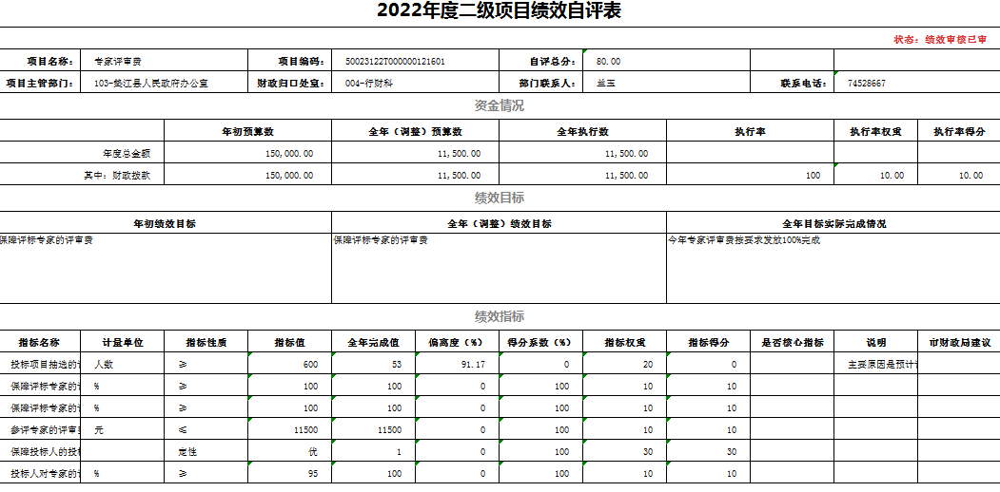 2022年度二级项目绩效自评表
状态：绩效审核已审
项目名称： 专家评审费 项目编码： 50023122T000000121601 自评总分： 80.00
项目主管部门： 103-垫江县人民政府办公室 财政归口处室： 004-行财科 部门联系人： 兰玉 联系电话： 74528667
资金情况
年初预算数 全年（调整）预算数 全年执行数 执行率 执行率权重 执行率得分
年度总金额 150,000.00 11,500.00 11,500.00
其中：财政拨款 150,000.00 11,500.00 11,500.00 100 10.00 10.00
绩效目标
年初绩效目标 全年（调整）绩效目标 全年目标实际完成情况
保障评标专家的评审费 保障评标专家的评审费 今年专家评审费按要求发放100%完成
绩效指标
指标名称 计量单位 指标性质 指标值 全年完成值 偏离度（%） 得分系数（%） 指标权重 指标得分 是否核心指标 说明 市财政局建议
投标项目抽选的 人数 ≥ 600 53 91.17 0 20 0 主要原因是预计
保障评标专家的 % ≥ 100 100 0 100 10 10
保障评标专家的 % ≥ 100 100 0 100 10 10
参评专家的评审 元 ≤ 11500 11500 0 100 10 10
保障投标人的投 定性 优 1 0 100 30 30
投标人对专家的 % ≥ 95 100 0 100 10 10